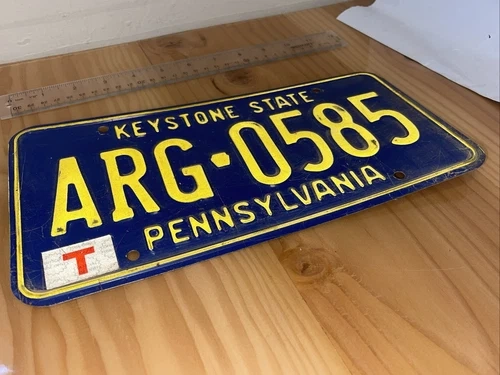 KEYSTONE STATE
ARG•0585
PENNSYLVANIA
T